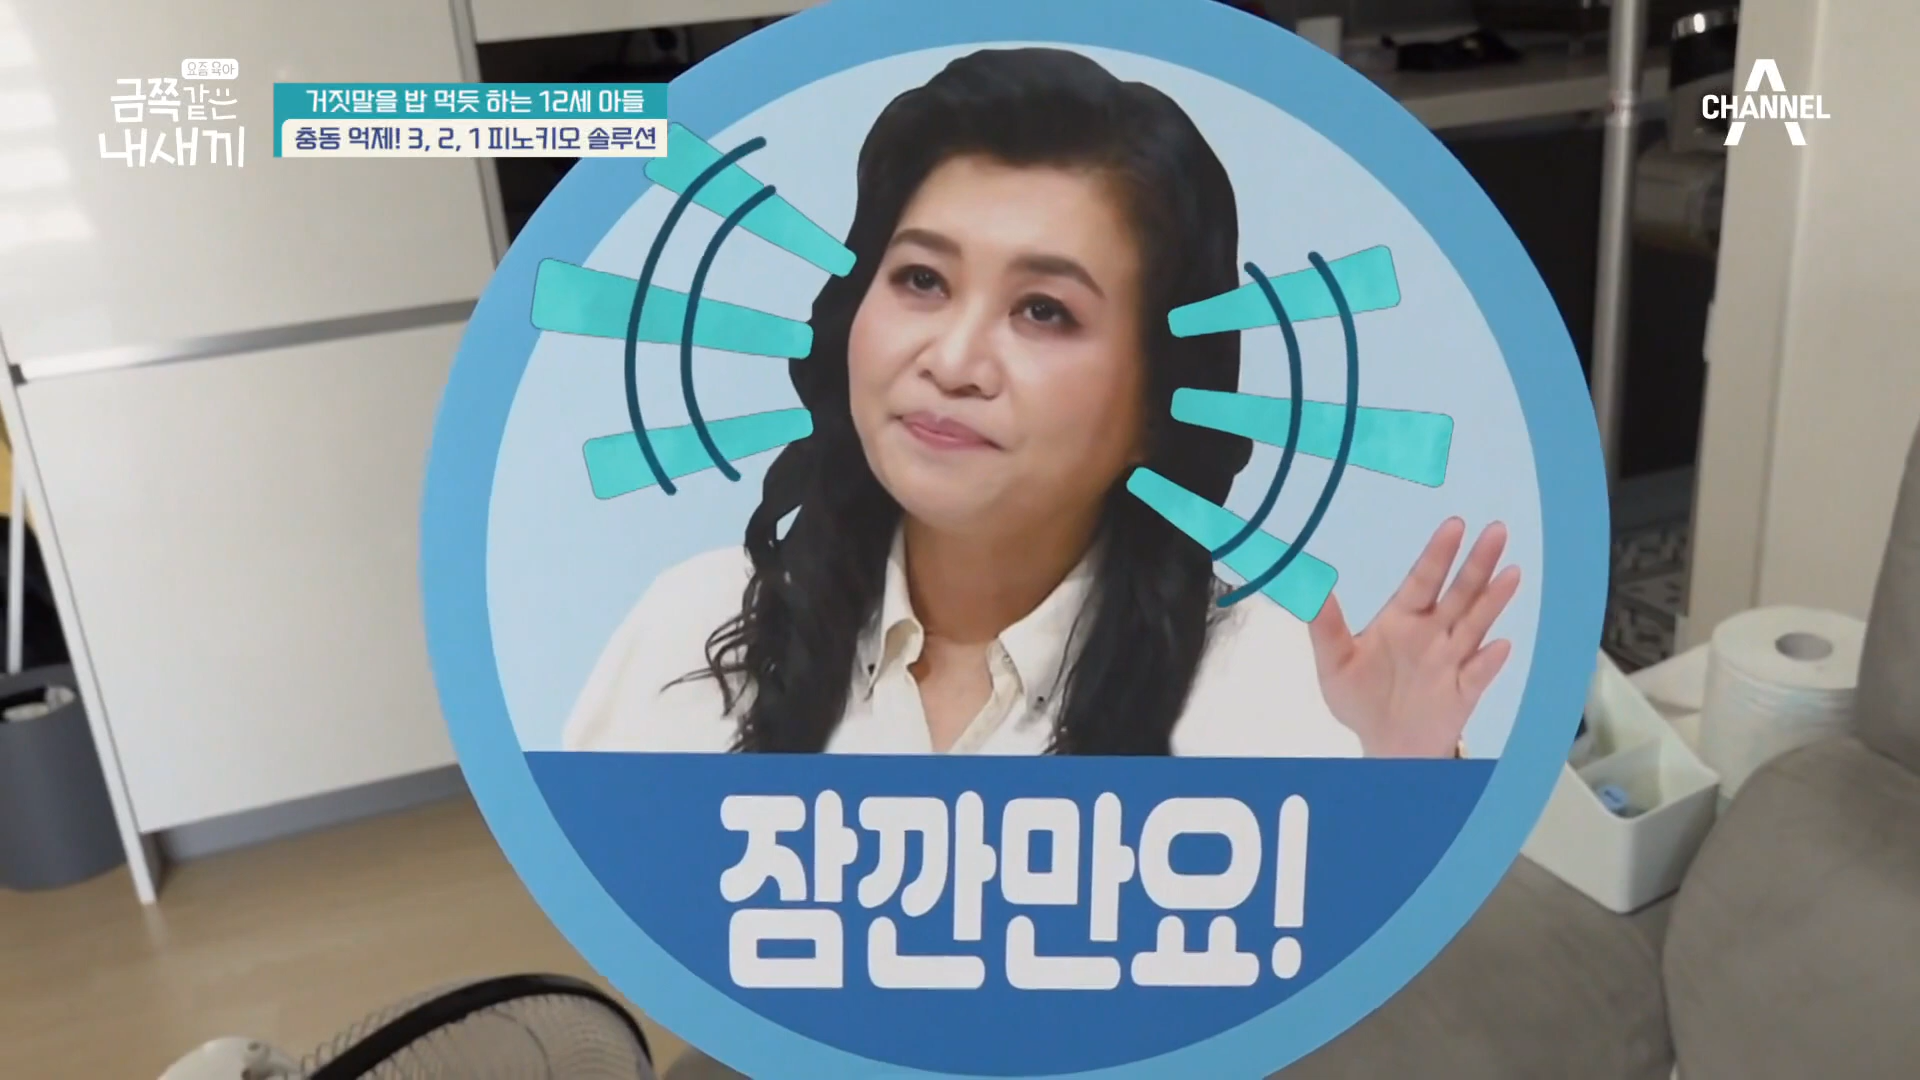 요즘 육아
금쪽같은
내새끼
거짓말을 밥 먹듯 하는 12세 아들
충동 억제! 3, 2, 1 피노키오 솔루션
CHANNEL A
잠깐만요!